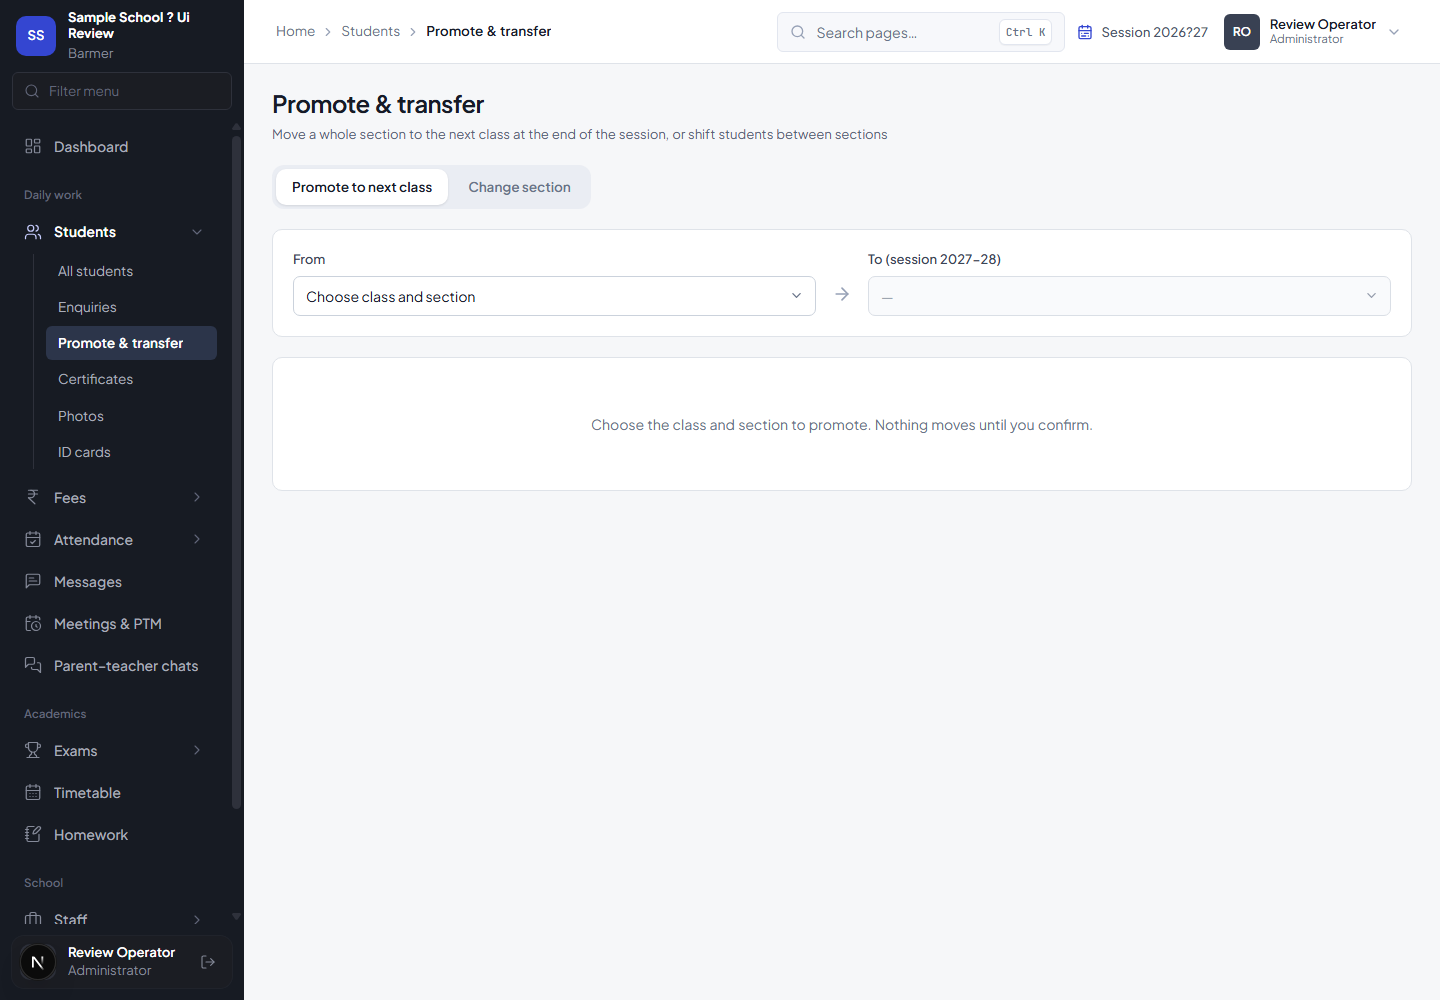 SS
Sample School ? Ui Review
Barmer
Filter menu
Dashboard
Daily work
Students
All students
Enquiries
Promote & transfer
Certificates
Photos
ID cards
Fees
Attendance
Messages
Meetings & PTM
Parent–teacher chats
Academics
Exams
Timetable
Homework
School
Staff
N
Review Operator
Administrator
Home > Students > Promote & transfer
Search pages…
Ctrl K
Session 2026?27
RO
Review Operator
Administrator
Promote & transfer
Move a whole section to the next class at the end of the session, or shift students between sections
Promote to next class
Change section
From
Choose class and section
To (session 2027–28)
—
Choose the class and section to promote. Nothing moves until you confirm.